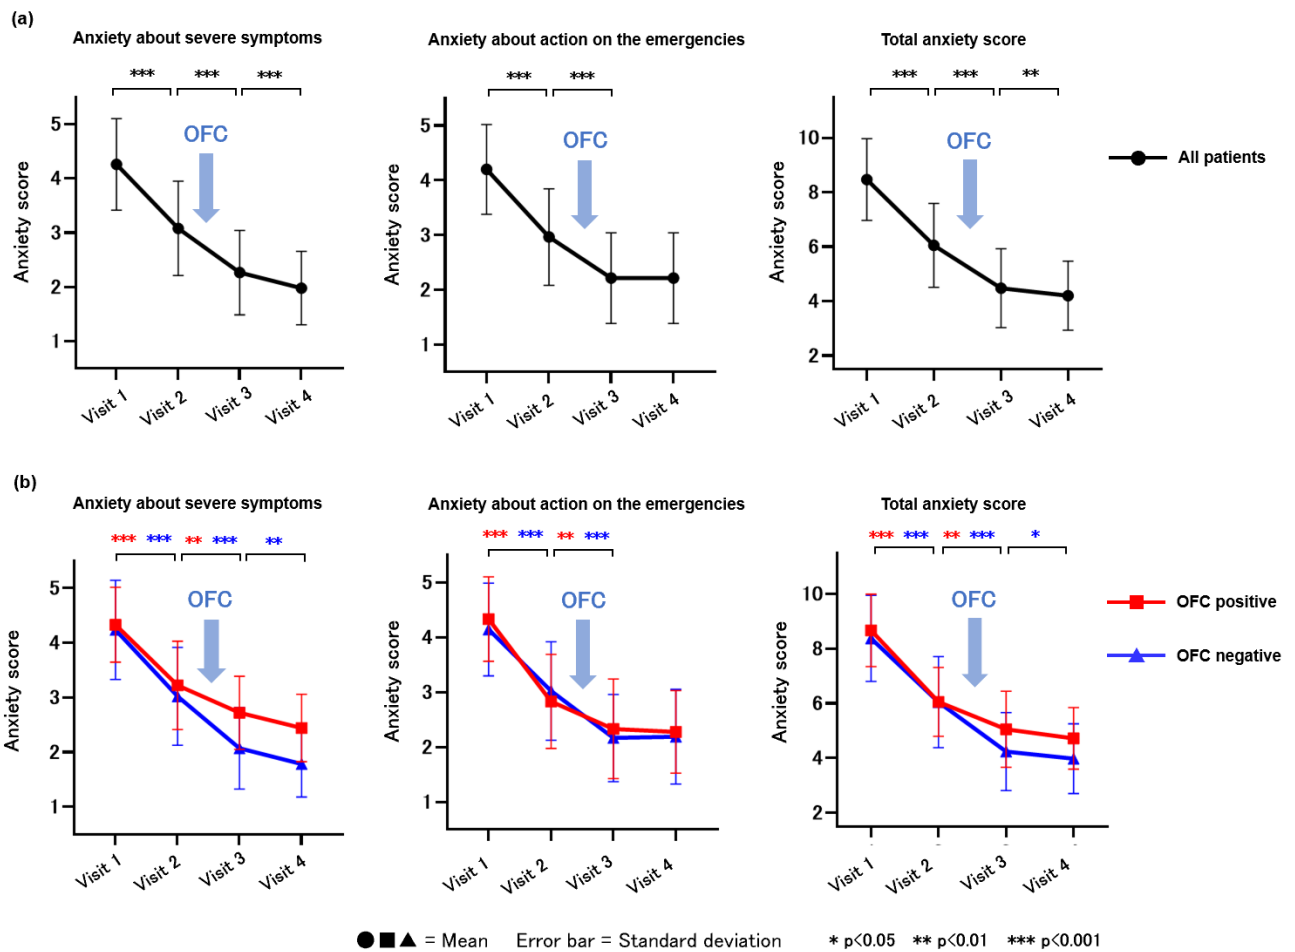 (a)
Anxiety about severe symptoms
Anxiety about action on the emergencies
Total anxiety score
*** *** ***
*** ***
*** *** **
OFC
OFC
OFC
5
4
3
2
1
Anxiety score
5
4
3
2
1
Anxiety score
10
8
6
4
2
Anxiety score
All patients
Visit 1 Visit 2 Visit 3 Visit 4
Visit 1 Visit 2 Visit 3 Visit 4
Visit 1 Visit 2 Visit 3 Visit 4
(b)
Anxiety about severe symptoms
Anxiety about action on the emergencies
Total anxiety score
*** *** ** *** **
*** *** ** ***
*** *** ** *** *
OFC
OFC
OFC
5
4
3
2
1
Anxiety score
5
4
3
2
1
Anxiety score
10
8
6
4
2
Anxiety score
OFC positive
OFC negative
Visit 1 Visit 2 Visit 3 Visit 4
Visit 1 Visit 2 Visit 3 Visit 4
Visit 1 Visit 2 Visit 3 Visit 4
= Mean Error bar = Standard deviation * p<0.05 ** p<0.01 *** p<0.001